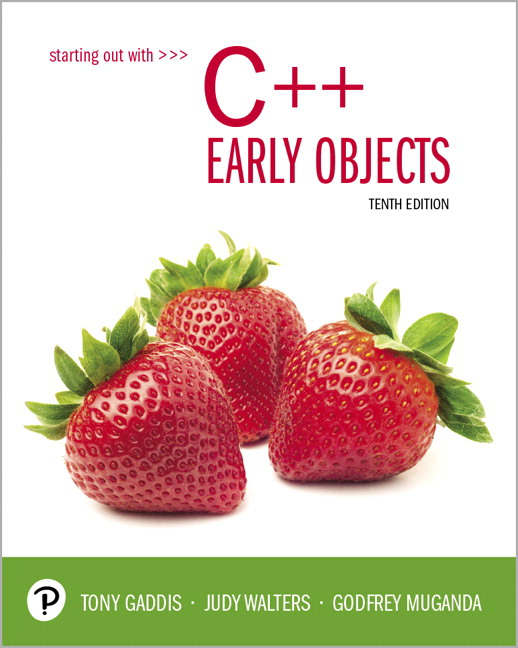 starting out with >>>
C++
EARLY OBJECTS
TENTH EDITION
P
TONY GADDIS · JUDY WALTERS · GODFREY MUGANDA